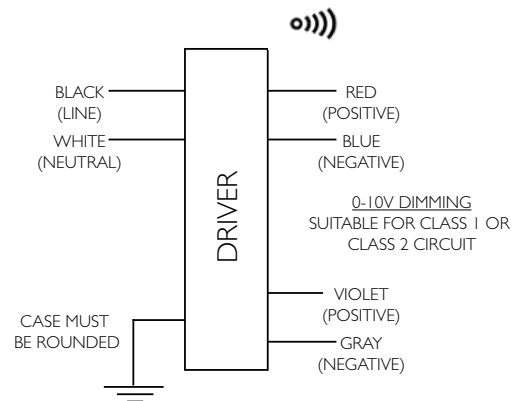 BLACK
(LINE)
WHITE
(NEUTRAL)
CASE MUST
BE ROUNDED
DRIVER
RED
(POSITIVE)
BLUE
(NEGATIVE)
0-10V DIMMING
SUITABLE FOR CLASS 1 OR
CLASS 2 CIRCUIT
VIOLET
(POSITIVE)
GRAY
(NEGATIVE)